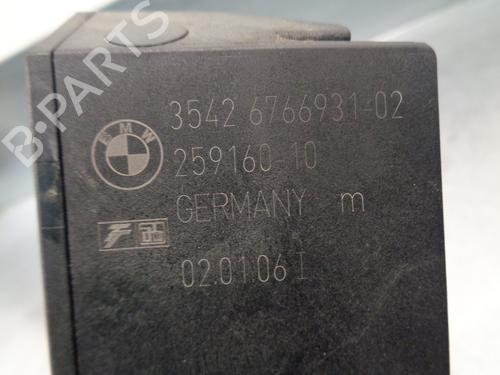 B-PARTS
BMW
3542 6766931-02
259160-10
GERMANY m
02.01.06 I